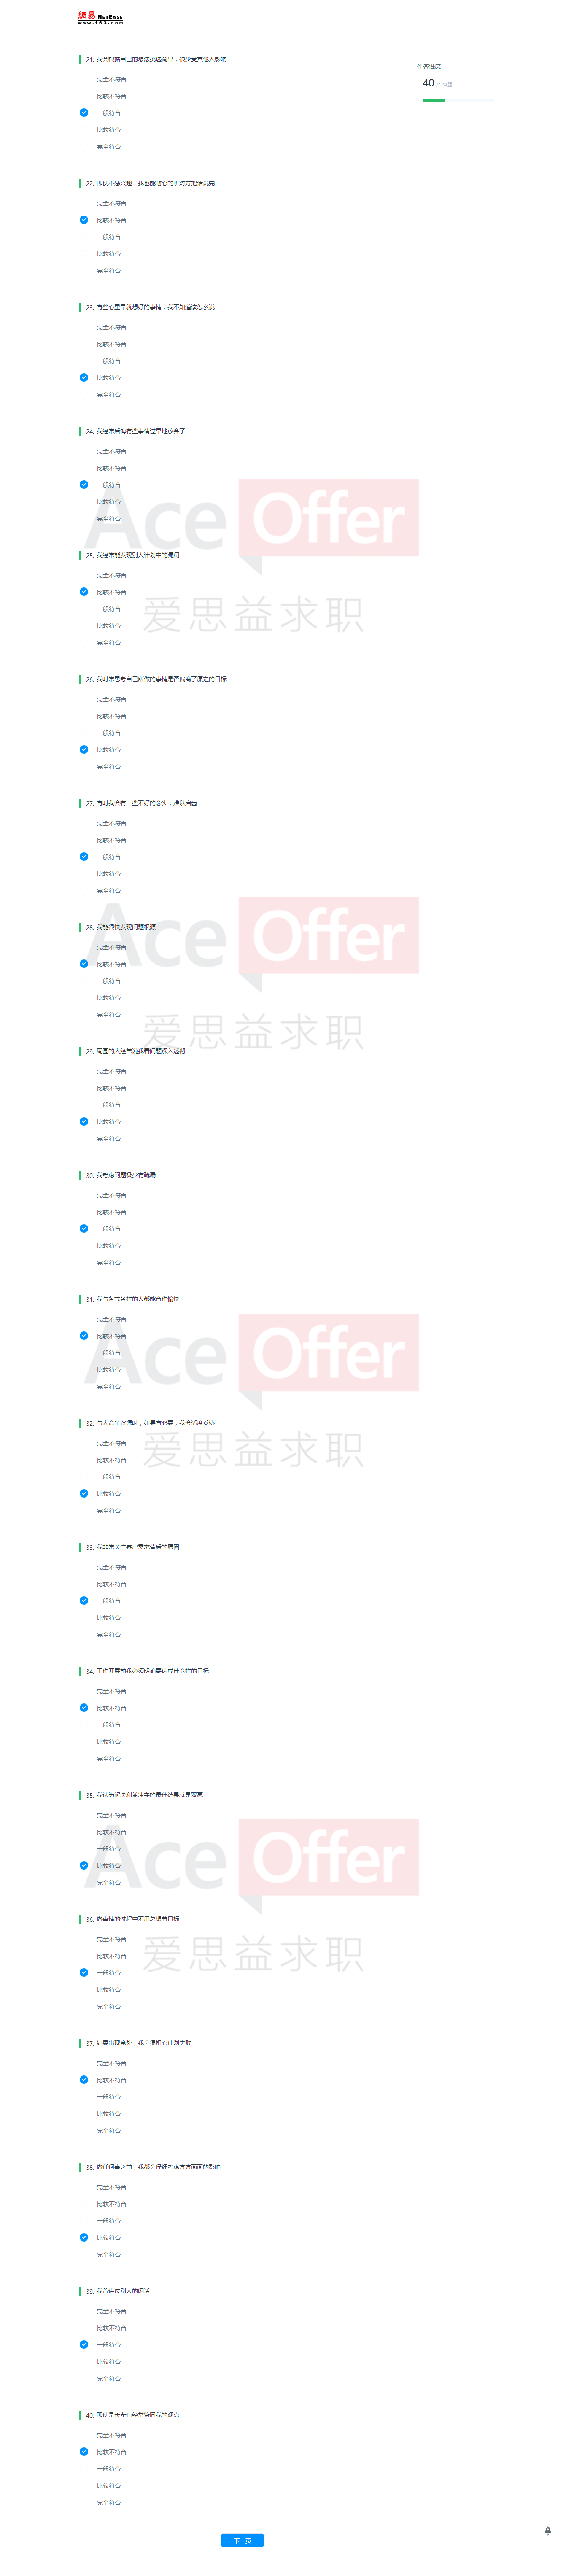 網易 NETEASE
www.163.com
作答进度
40 /124题
21. 我会根据自己的想法挑选商品，很少受其他人影响
完全不符合
比较不符合
一般符合
比较符合
完全符合
22. 即使不感兴趣，我也能耐心的听对方把话说完
完全不符合
比较不符合
一般符合
比较符合
完全符合
23. 有些心里早就想好的事情，我不知道该怎么说
完全不符合
比较不符合
一般符合
比较符合
完全符合
24. 我经常后悔有些事情过早地放弃了
完全不符合
比较不符合
一般符合
比较符合
完全符合
Ace Offer
25. 我经常能发现别人计划中的漏洞
完全不符合
比较不符合
一般符合
比较符合
完全符合
爱思益求职
26. 我时常思考自己所做的事情是否偏离了原定的目标
完全不符合
比较不符合
一般符合
比较符合
完全符合
27. 有时我会有一些不好的念头，难以启齿
完全不符合
比较不符合
一般符合
比较符合
完全符合
Ace Offer
28. 我能很快发现问题根源
完全不符合
比较不符合
一般符合
比较符合
完全符合
爱思益求职
29. 周围的人经常说我看问题深入透彻
完全不符合
比较不符合
一般符合
比较符合
完全符合
30. 我考虑问题极少有疏漏
完全不符合
比较不符合
一般符合
比较符合
完全符合
31. 我与各式各样的人都能合作愉快
完全不符合
比较不符合
一般符合
比较符合
完全符合
Ace Offer
32. 与人竞争资源时，如果有必要，我会适度妥协
完全不符合
比较不符合
一般符合
比较符合
完全符合
爱思益求职
33. 我非常关注客户需求背后的原因
完全不符合
比较不符合
一般符合
比较符合
完全符合
34. 工作开展前我必须明确要达成什么样的目标
完全不符合
比较不符合
一般符合
比较符合
完全符合
35. 我认为解决利益冲突的最佳结果就是双赢
完全不符合
比较不符合
一般符合
比较符合
完全符合
Ace Offer
36. 做事情的过程中不用总想着目标
完全不符合
比较不符合
一般符合
比较符合
完全符合
爱思益求职
37. 如果出现意外，我会很担心计划失败
完全不符合
比较不符合
一般符合
比较符合
完全符合
38. 做任何事之前，我都会仔细考虑方方面面的影响
完全不符合
比较不符合
一般符合
比较符合
完全符合
39. 我曾讲过别人的闲话
完全不符合
比较不符合
一般符合
比较符合
完全符合
40. 即使是长辈也经常赞同我的观点
完全不符合
比较不符合
一般符合
比较符合
完全符合
下一页